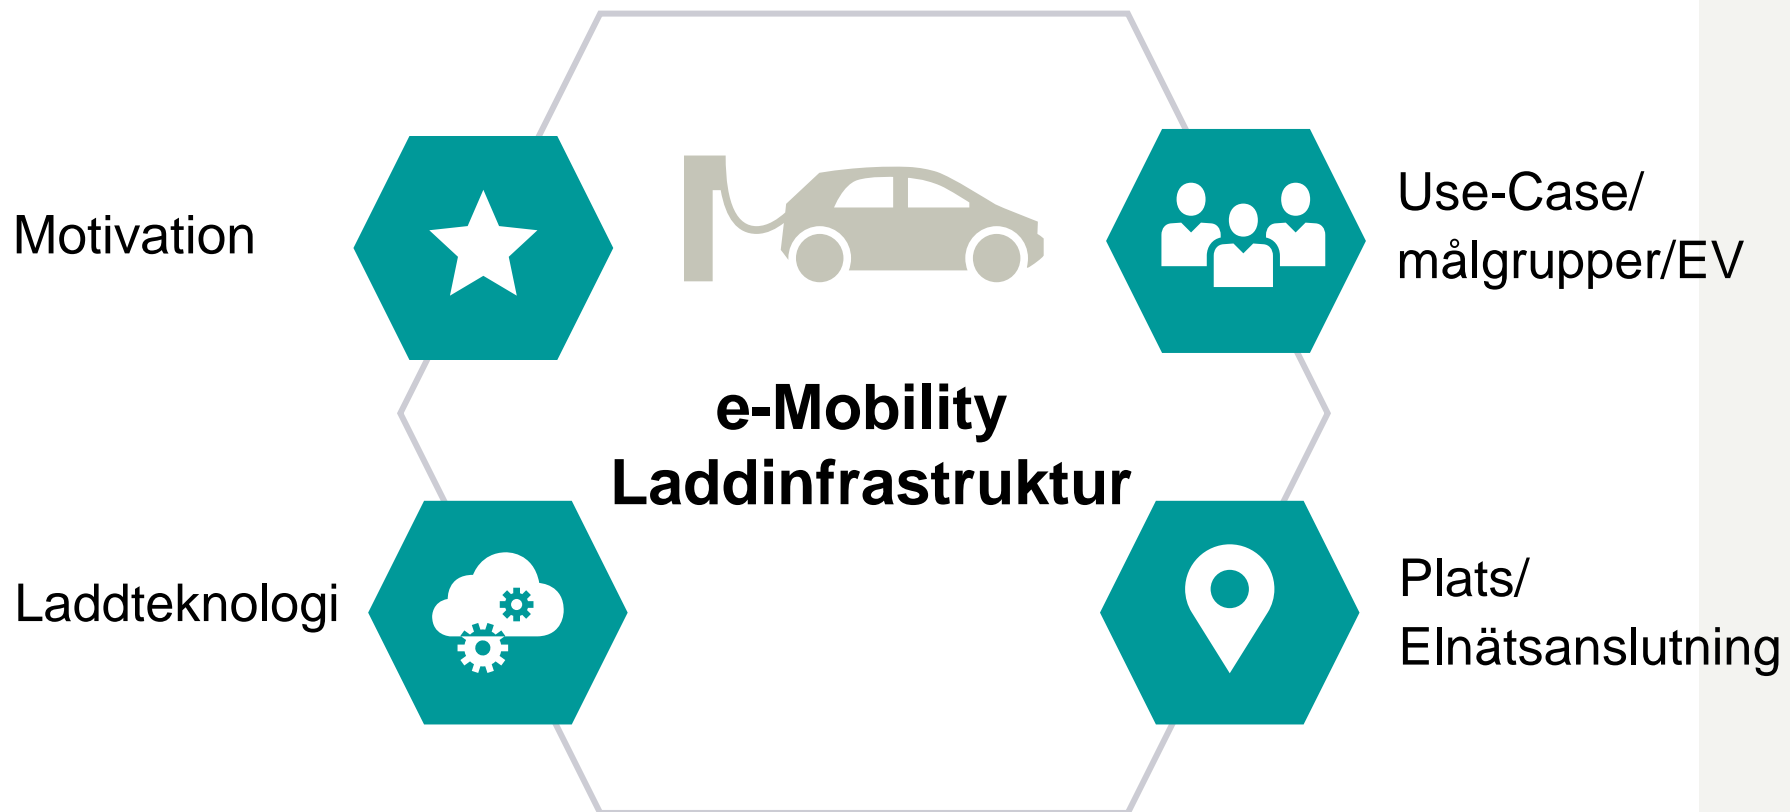 Motivation
Use-Case/
målgrupper/EV
e-Mobility
Laddinfrastruktur
Laddteknologi
Plats/
Elnätsanslutning